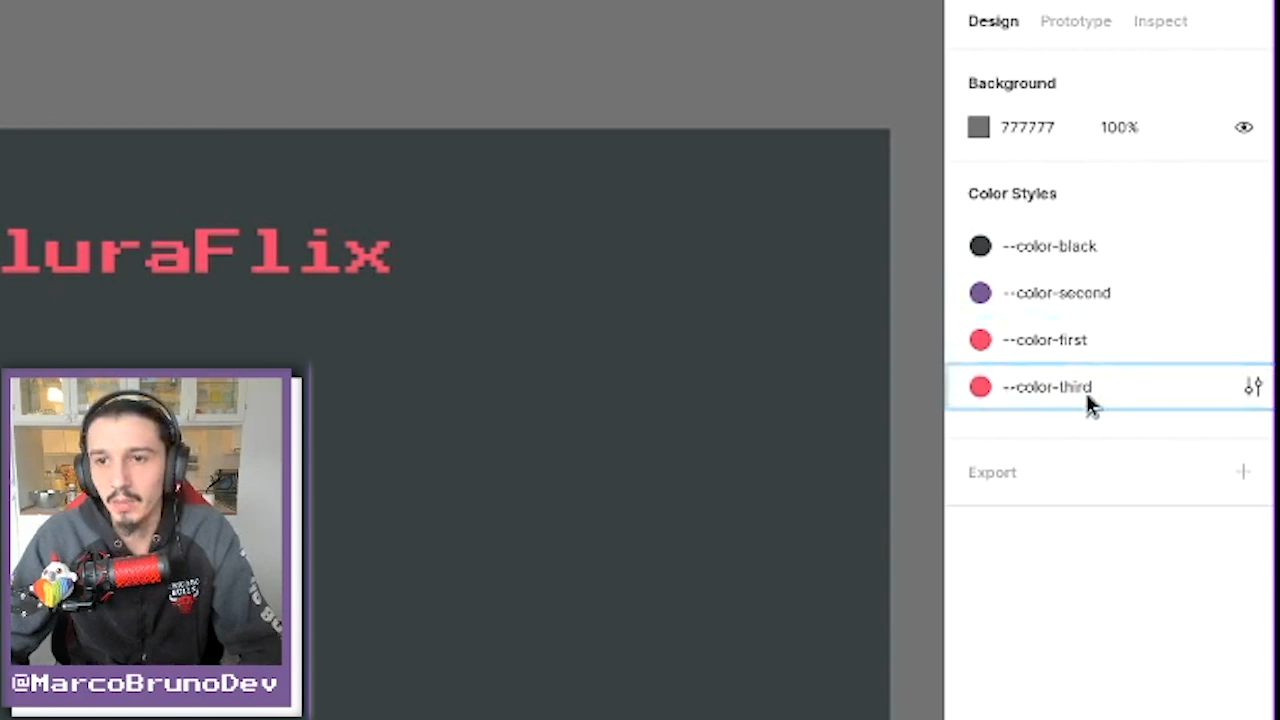 Design Prototype Inspect
Background
777777 100%
Color Styles
--color-black
--color-second
--color-first
--color-third
Export
luraFlix
@MarcoBrunoDev